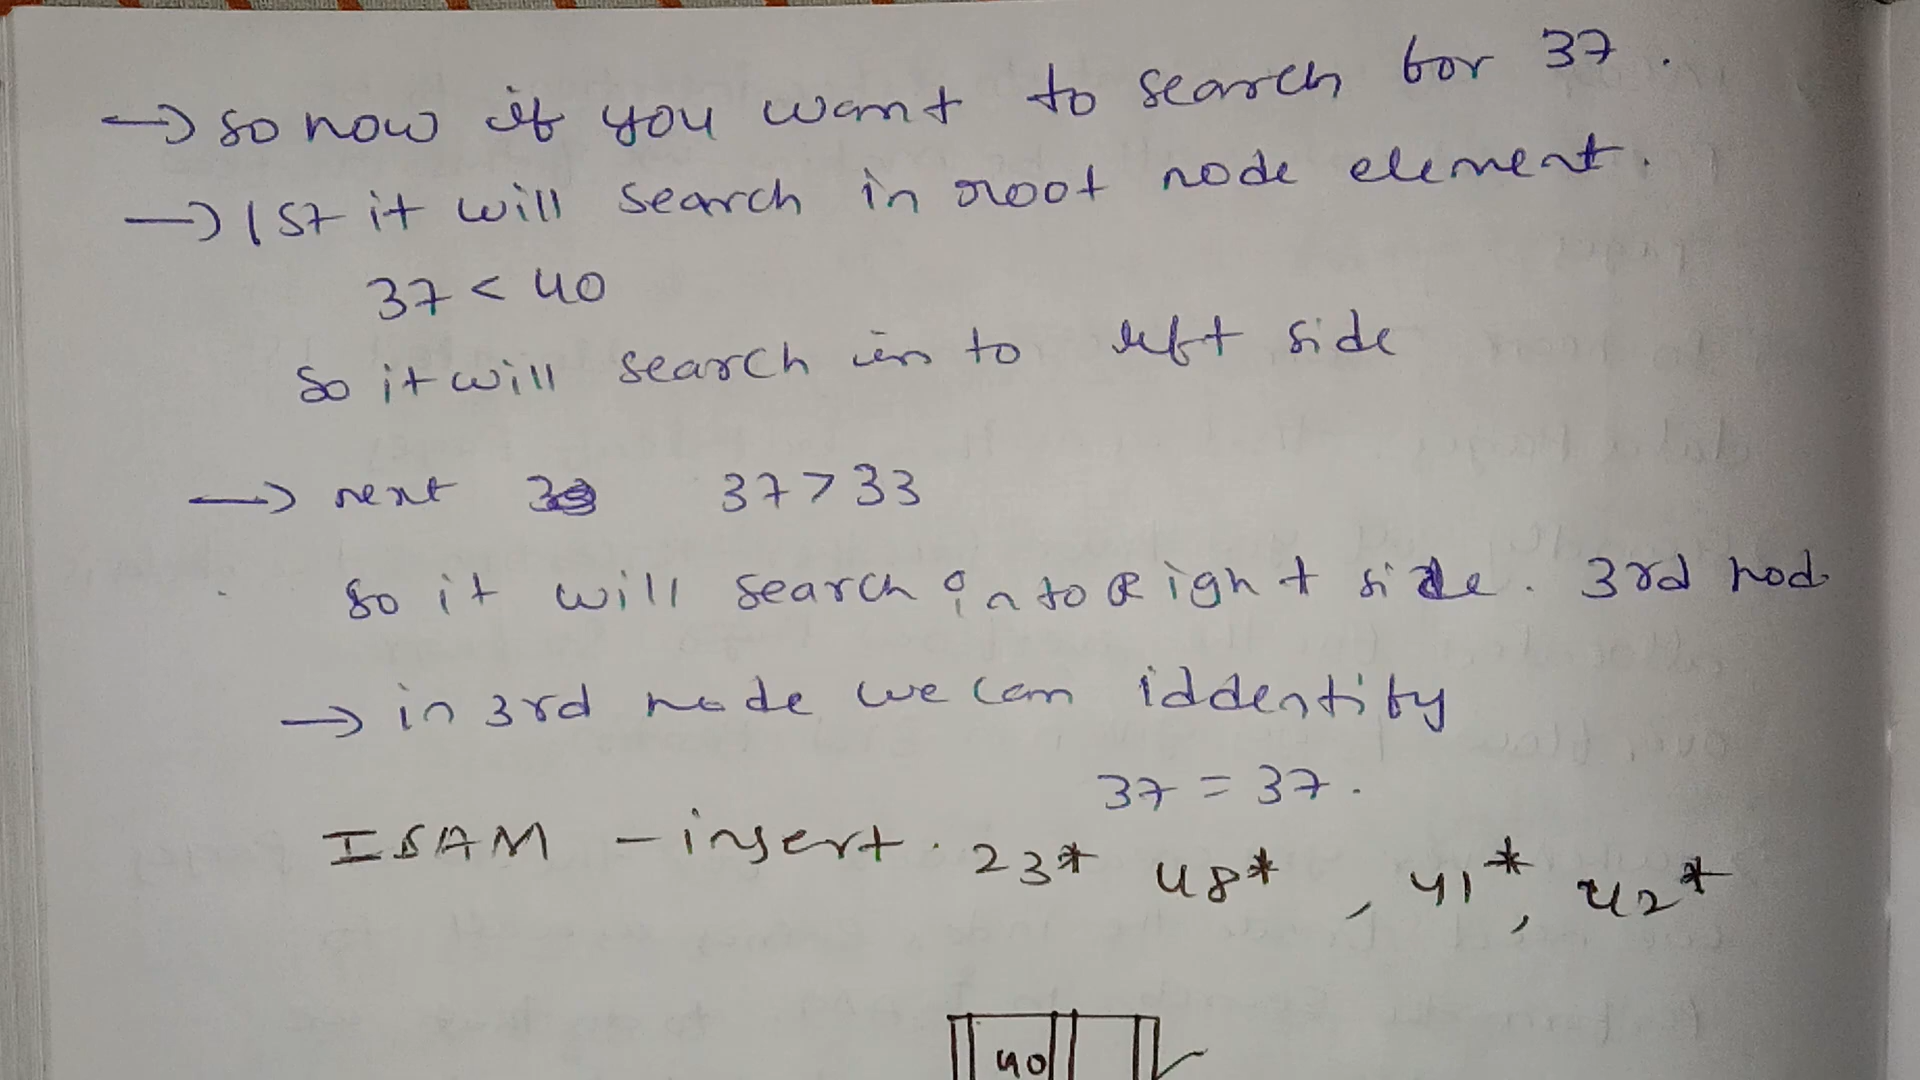 → so now if you want to search for 37.
→ 1st it will search in root node element.
37 < 40
So it will search in to left side
→ next 37 > 33
so it will search into Right side. 3rd nod
→ in 3rd node we can iddentify
37 = 37.
ISAM - insert. 23* 48*, 41*, 42*
40